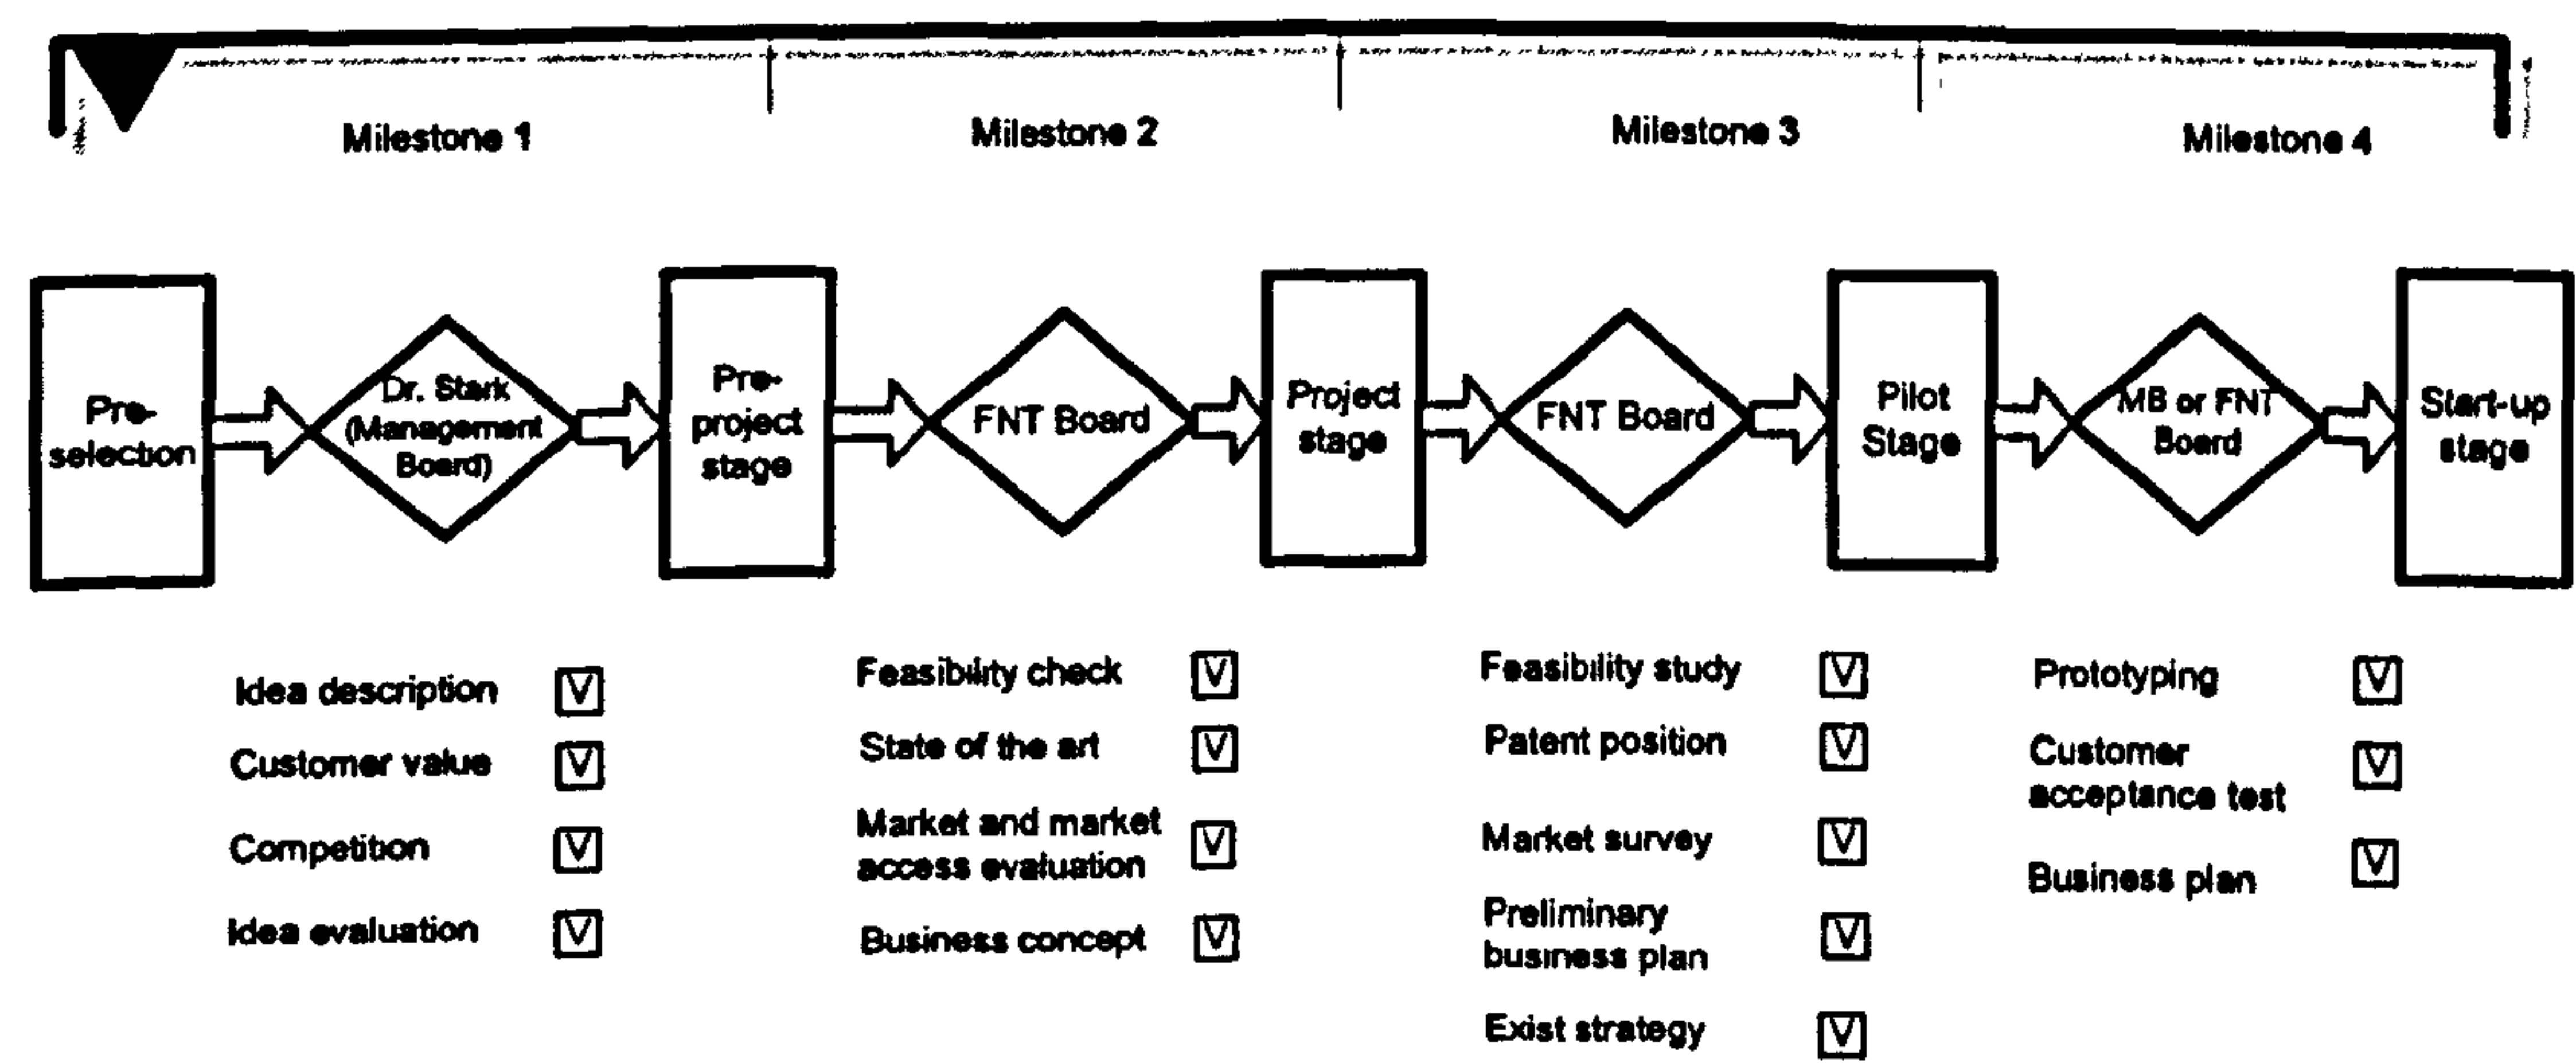 Milestone 1
Milestone 2
Milestone 3
Milestone 4
Pre-
selection
Dr. Stark
(Management
Board)
Pre-
project
stage
FNT Board
Project
stage
FNT Board
Pilot
Stage
MB or FNT
Board
Start-up
stage
Idea description V
Customer value V
Competition V
Idea evaluation V
Feasibility check V
State of the art V
Market and market
access evaluation V
Business concept V
Feasibility study V
Patent position V
Market survey V
Preliminary
business plan V
Exist strategy V
Prototyping V
Customer
acceptance test V
Business plan V